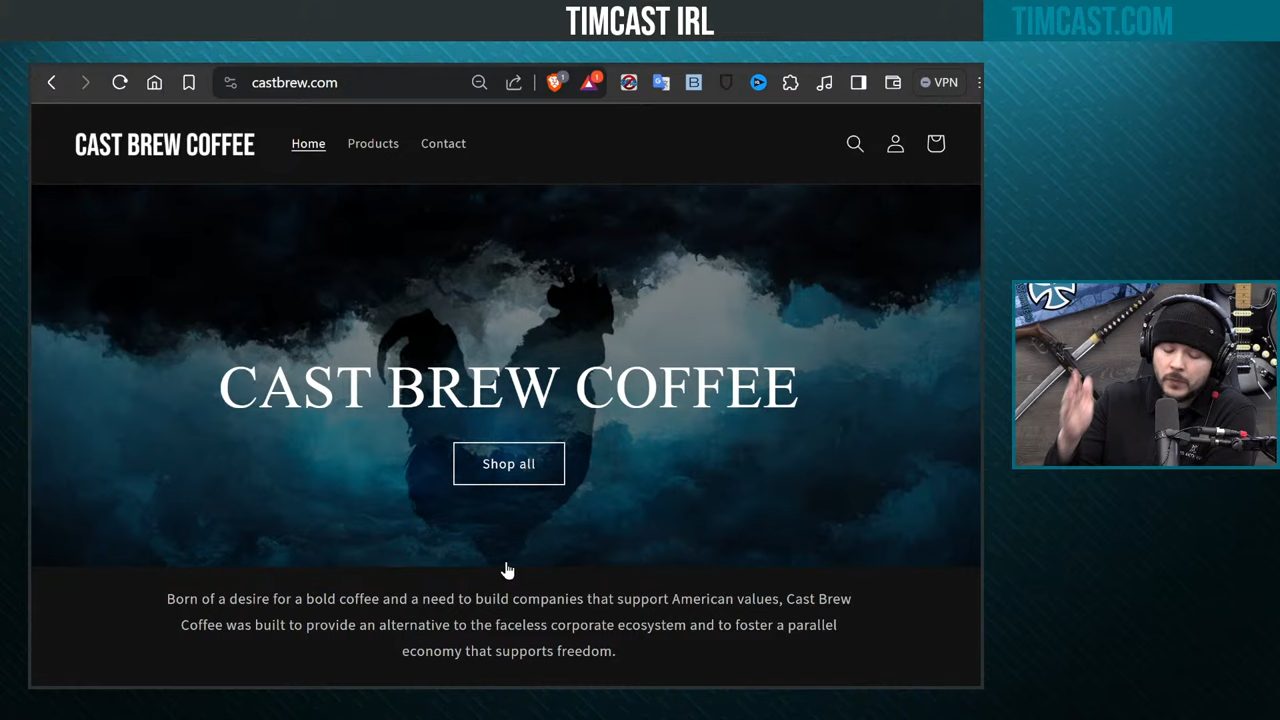 TIMCAST IRL
TIMCAST.COM
castbrew.com
1
1
VPN
CAST BREW COFFEE
Home
Products
Contact
CAST BREW COFFEE
Shop all
Born of a desire for a bold coffee and a need to build companies that support American values, Cast Brew
Coffee was built to provide an alternative to the faceless corporate ecosystem and to foster a parallel
economy that supports freedom.